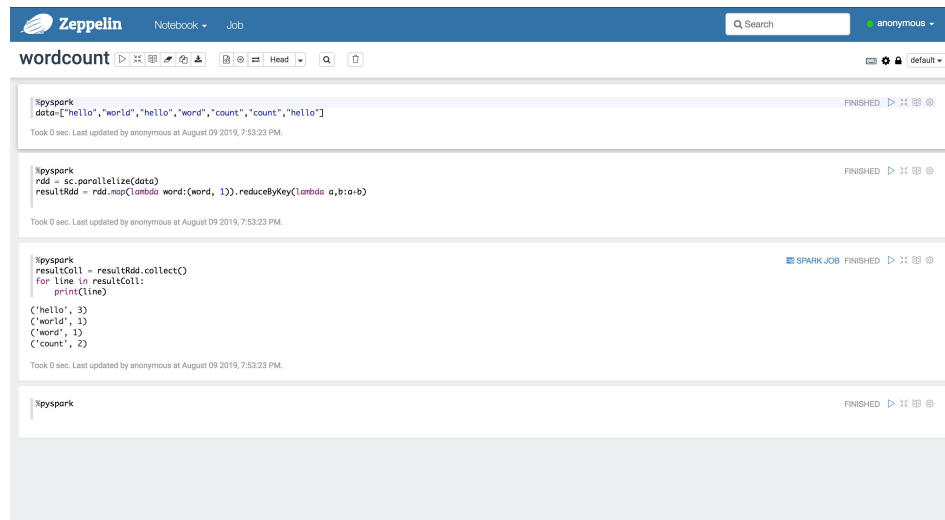 Zeppelin Notebook Job Search anonymous
wordcount Head default
%pyspark FINISHED
data=["hello","world","hello","word","count","count","hello"]
Took 0 sec. Last updated by anonymous at August 09 2019, 7:53:23 PM.
%pyspark FINISHED
rdd = sc.parallelize(data)
resultRdd = rdd.map(lambda word:(word, 1)).reduceByKey(lambda a,b:a+b)
Took 0 sec. Last updated by anonymous at August 09 2019, 7:53:23 PM.
%pyspark SPARK JOB FINISHED
resultColl = resultRdd.collect()
for line in resultColl:
    print(line)
('hello', 3)
('world', 1)
('word', 1)
('count', 2)
Took 0 sec. Last updated by anonymous at August 09 2019, 7:53:23 PM.
%pyspark FINISHED